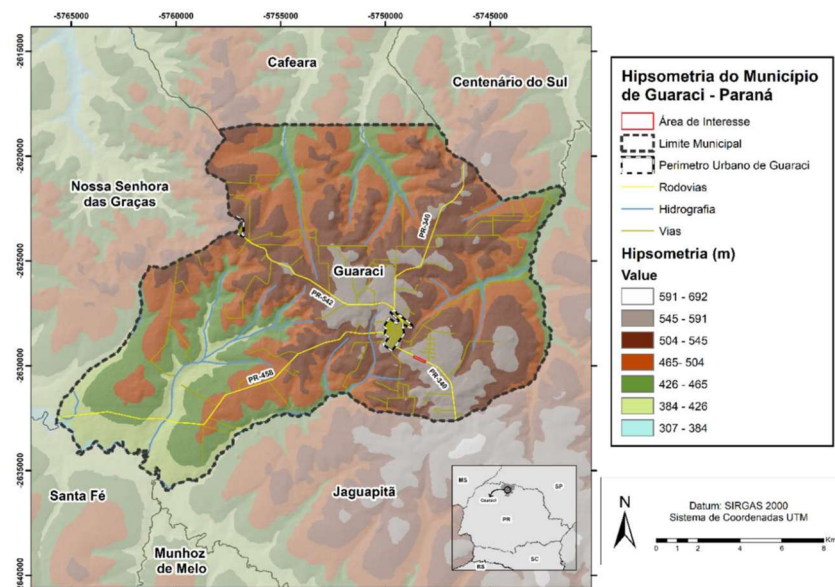 -5765000 -5760000 -5755000 -5750000 -5745000
-2616000
-2620000
-2625000
-2630000
-2635000
-2640000
Cafeara
Centenário do Sul
Nossa Senhora
das Graças
PR-340
Guaraci
PR-542
PR-458
PR-340
Santa Fé
Jaguapitã
Munhoz
de Melo
MS
SP
Guaraci
PR
SC
RS
Hipsometria do Município
de Guaraci - Paraná
Área de Interesse
Limite Municipal
Perimetro Urbano de Guaraci
Rodovias
Hidrografia
Vias
Hipsometria (m)
Value
591 - 692
545 - 591
504 - 545
465- 504
426 - 465
384 - 426
307 - 384
N
Datum: SIRGAS 2000
Sistema de Coordenadas UTM
0 1 2 4 6 8
Km